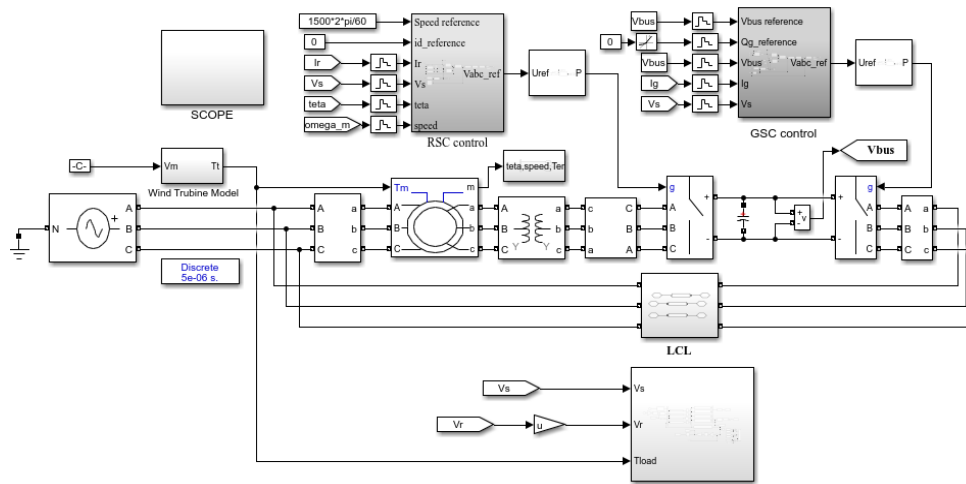 1500*2*pi/60
Speed reference
0
id_reference
Ir
Ir
Vs
Vs
teta
teta
omega_m
speed
Vabc_ref
RSC control
Uref
P
Vbus
Vbus reference
0
Qg_reference
Vbus
Vbus
Ig
Ig
Vs
Vs
Vabc_ref
GSC control
Uref
P
SCOPE
Vbus
-C-
Vm
Tt
Wind Trubine Model
teta,speed,Ter
N
A
B
C
+
A
B
C
a
b
c
Tm
m
A
B
C
a
b
c
A
B
C
Y
Y
a
b
c
c
b
a
C
B
A
g
A
B
C
+
-
+
-
v
+
-
g
A
B
C
A
B
C
a
b
c
Discrete
5e-06 s.
LCL
Vs
Vs
Vr
u
Vr
Tload